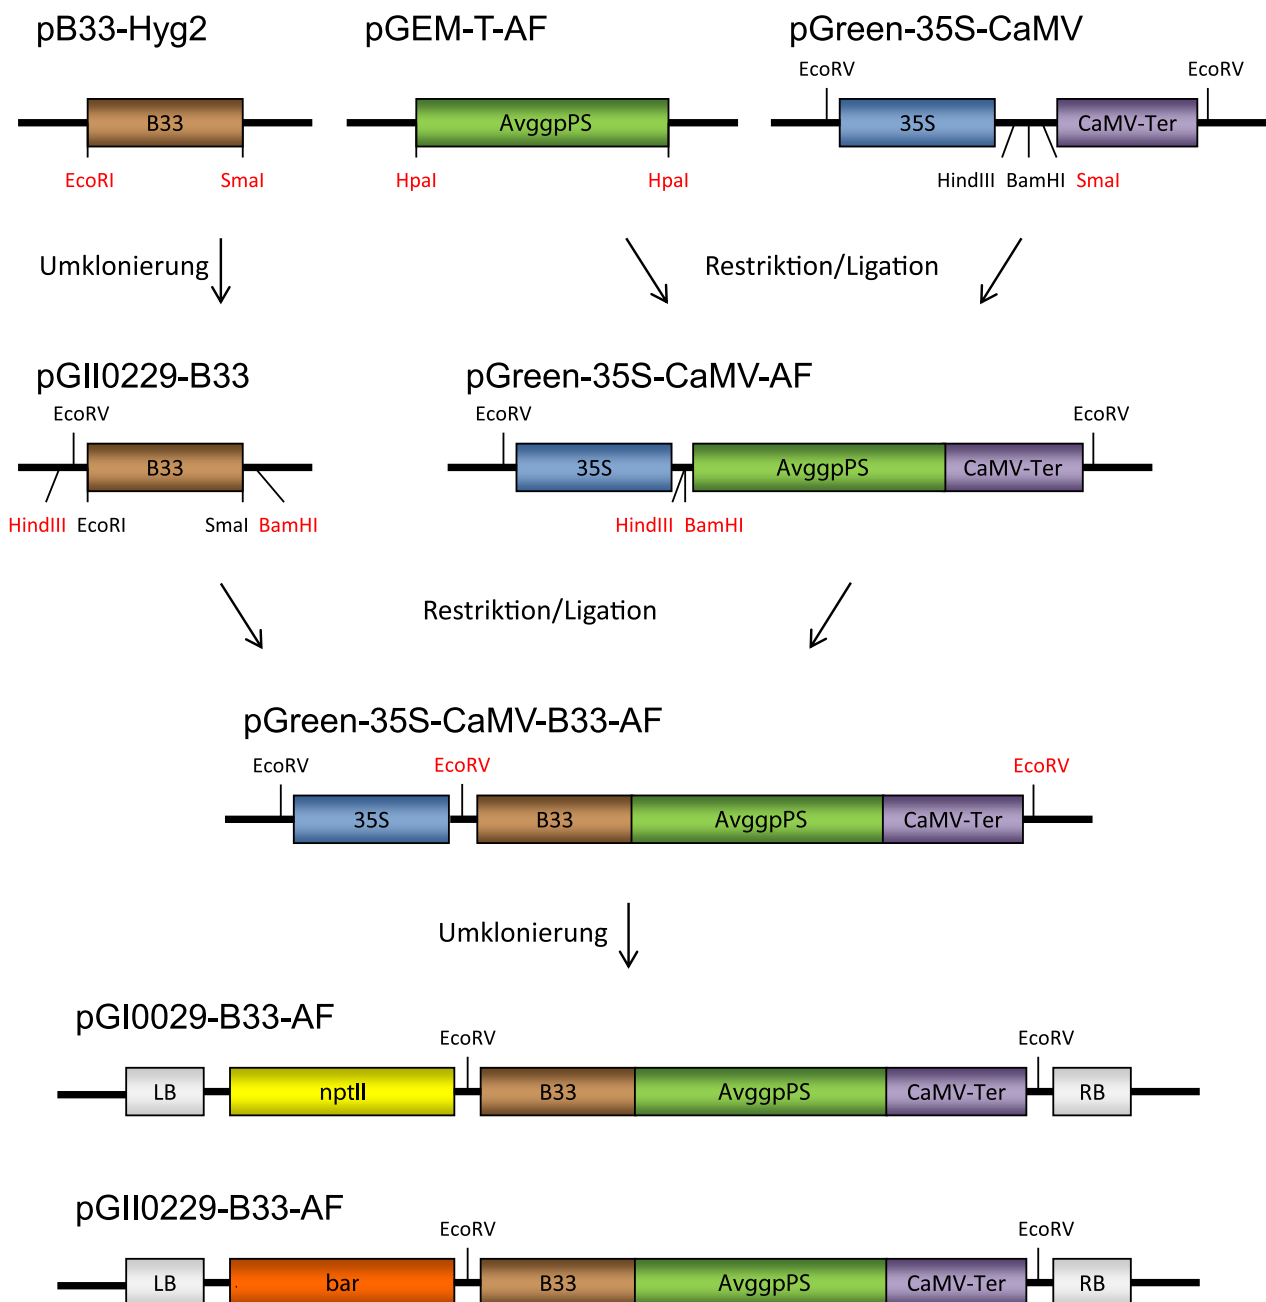 pB33-Hyg2 pGEM-T-AF pGreen-35S-CaMV
EcoRV EcoRV
B33 AvggpPS 35S CaMV-Ter
EcoRI SmaI HpaI HpaI HindIII BamHI SmaI
Umklonierung Restriktion/Ligation
pGII0229-B33 pGreen-35S-CaMV-AF
EcoRV EcoRV EcoRV
B33 35S AvggpPS CaMV-Ter
HindIII EcoRI SmaI BamHI HindIII BamHI
Restriktion/Ligation
pGreen-35S-CaMV-B33-AF
EcoRV EcoRV EcoRV
35S B33 AvggpPS CaMV-Ter
Umklonierung
pGI0029-B33-AF
EcoRV EcoRV
LB nptII B33 AvggpPS CaMV-Ter RB
pGII0229-B33-AF
EcoRV EcoRV
LB bar B33 AvggpPS CaMV-Ter RB